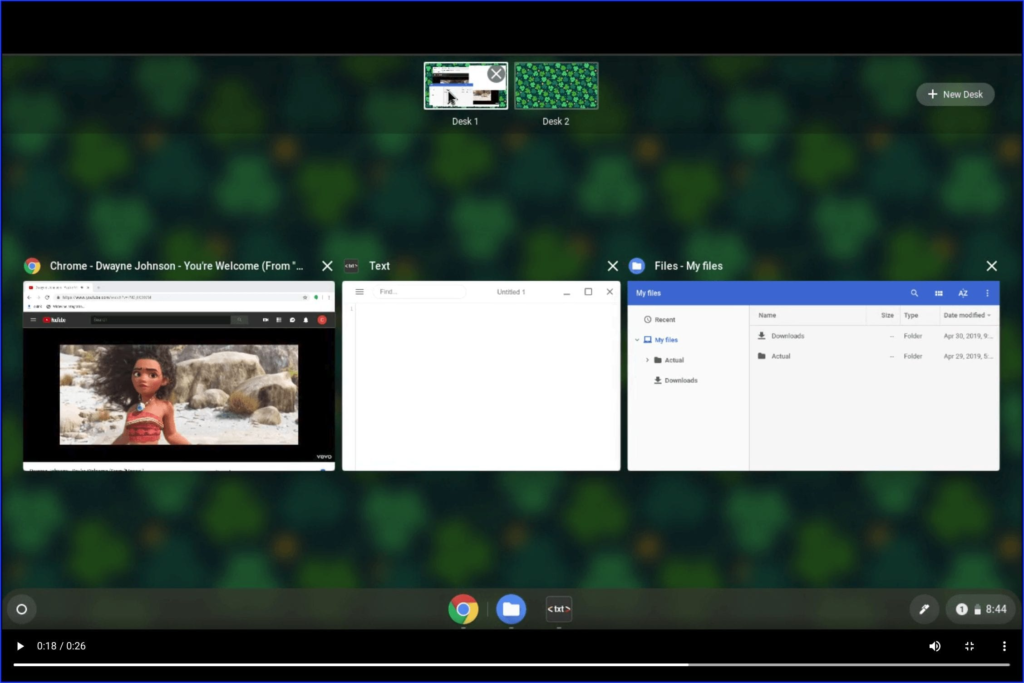 Desk 1
Desk 2
+ New Desk
Chrome - Dwayne Johnson - You're Welcome (From "...
Text
Files - My files
YouTube
Search
vevo
Find...
Untitled 1
1
My files
AZ
Recent
My files
Actual
Downloads
Name
Size
Type
Date modified
Downloads
--
Folder
Apr 30, 2019, 9:...
Actual
--
Folder
Apr 29, 2019, 5:...
<txt>
1
8:44
0:18 / 0:26